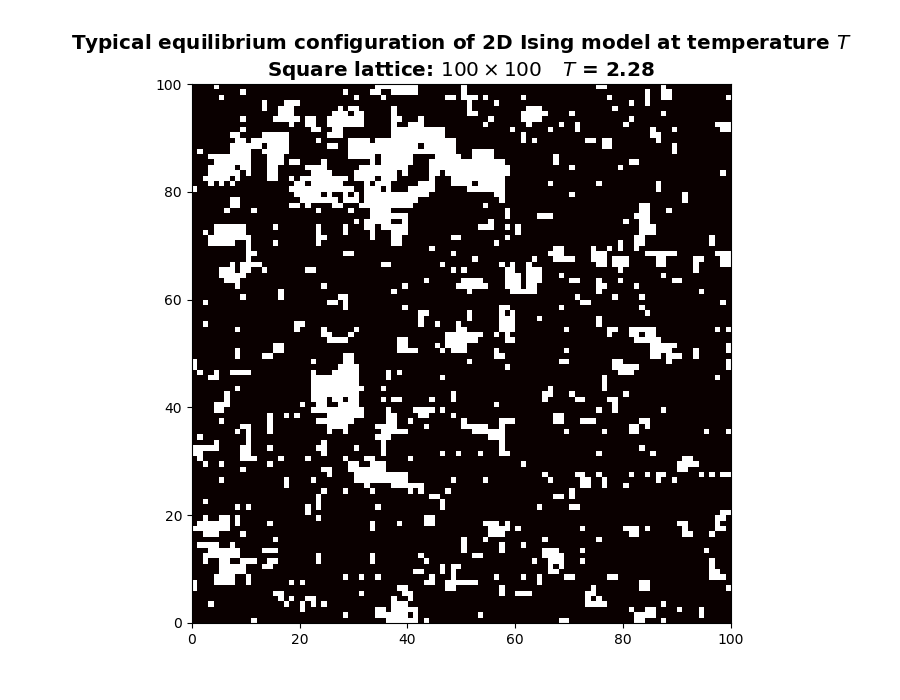 Typical equilibrium configuration of 2D Ising model at temperature T
Square lattice: 100 × 100 T = 2.28
100
80
60
40
20
0
0 20 40 60 80 100